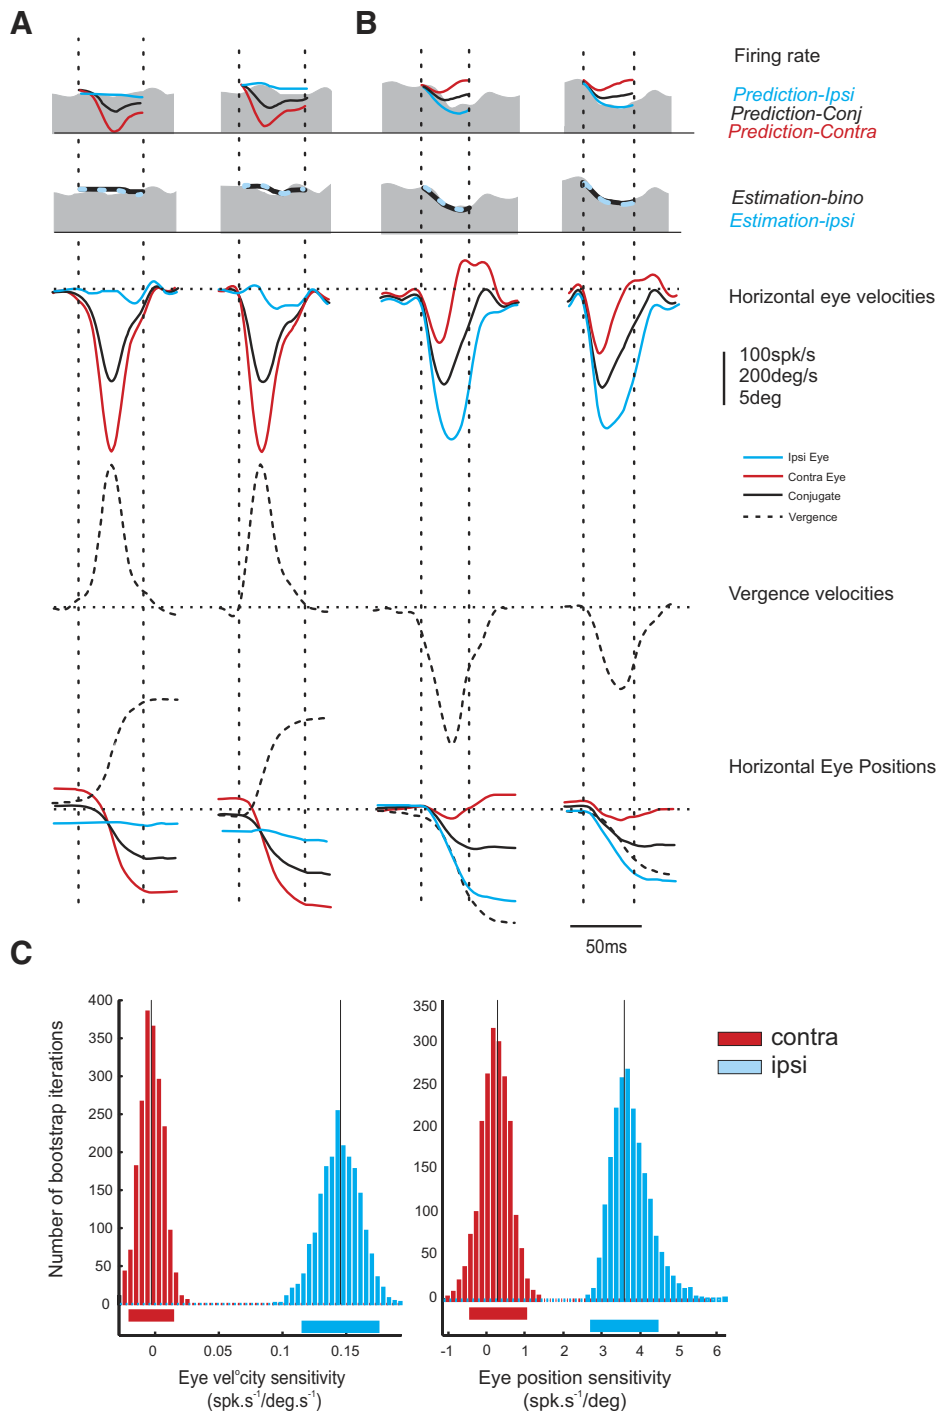 A
B
Firing rate
Prediction-Ipsi
Prediction-Conj
Prediction-Contra
Estimation-bino
Estimation-ipsi
Horizontal eye velocities
100spk/s
200deg/s
5deg
Ipsi Eye
Contra Eye
Conjugate
Vergence
Vergence velocities
Horizontal Eye Positions
50ms
C
Number of bootstrap iterations
400
350
300
250
200
150
100
50
0
0
0.05
0.1
0.15
Eye vel°city sensitivity
(spk.s⁻¹/deg.s⁻¹)
350
300
250
200
150
100
50
0
-1
0
1
2
3
4
5
6
Eye position sensitivity
(spk.s⁻¹/deg)
contra
ipsi